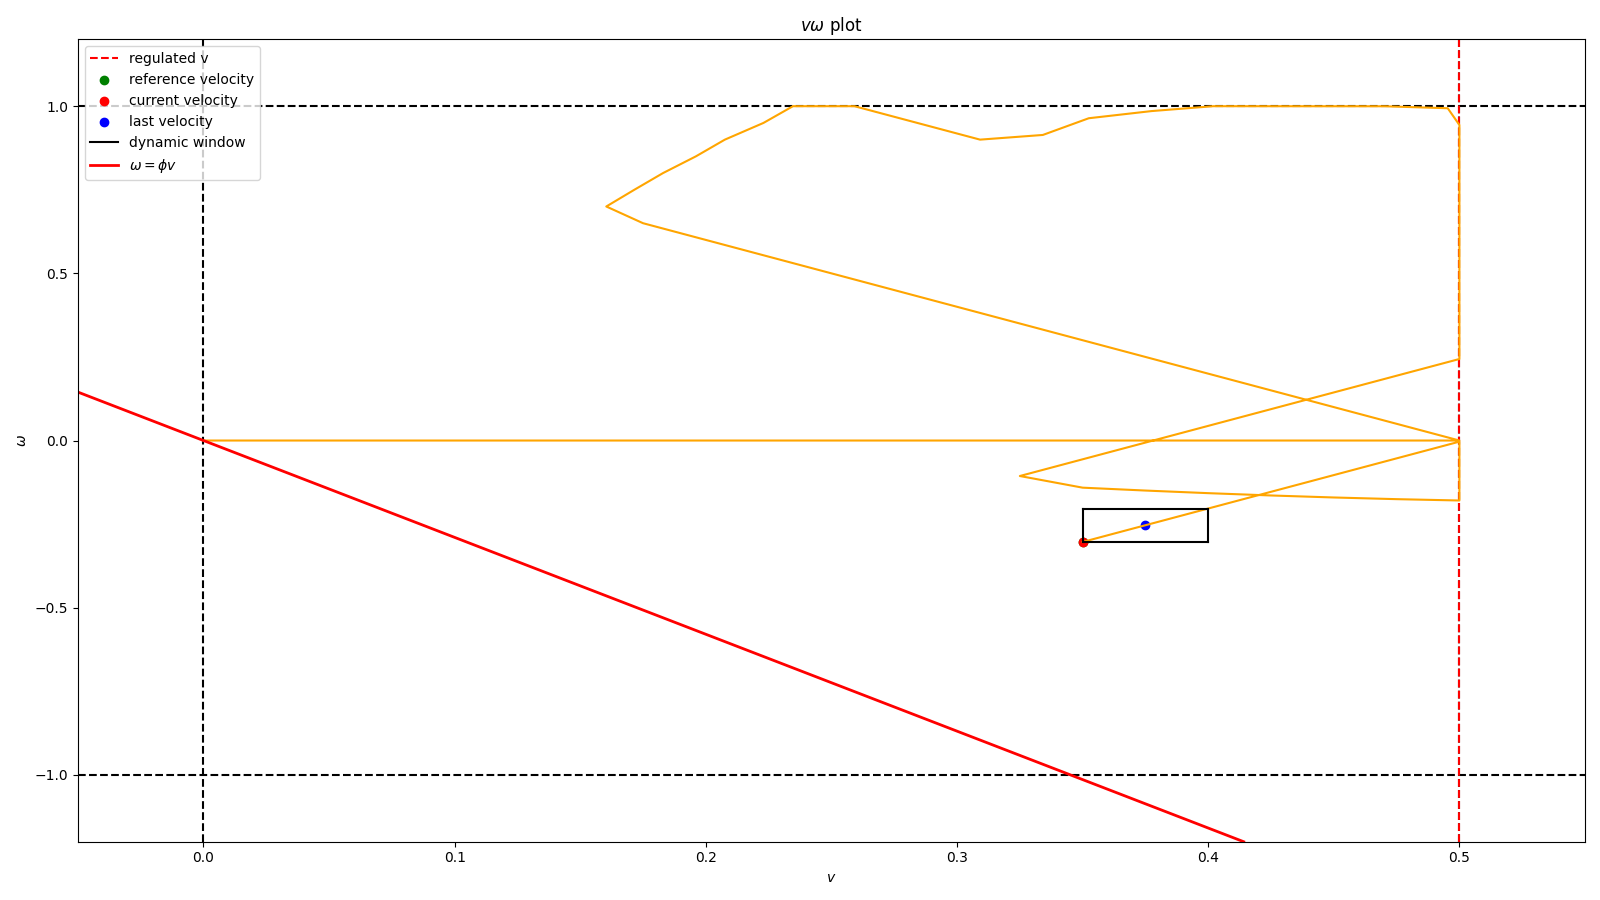 vω plot
regulated v
reference velocity
current velocity
last velocity
dynamic window
ω = ϕv
1.0
0.5
0.0
−0.5
−1.0
ω
0.0
0.1
0.2
0.3
0.4
0.5
v